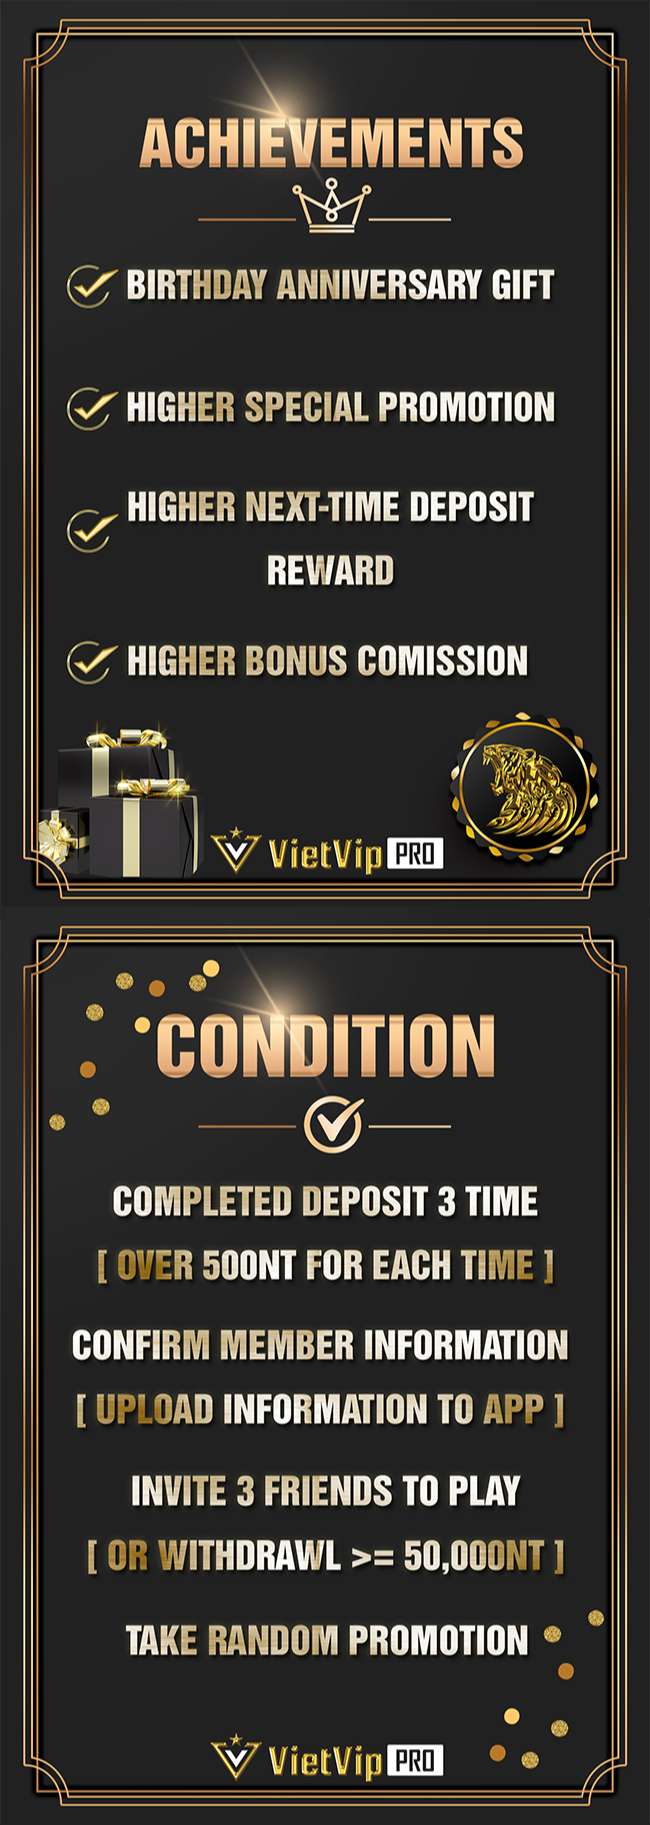 ACHIEVEMENTS
BIRTHDAY ANNIVERSARY GIFT
HIGHER SPECIAL PROMOTION
HIGHER NEXT-TIME DEPOSIT
REWARD
HIGHER BONUS COMISSION
VietVip PRO
CONDITION
COMPLETED DEPOSIT 3 TIME
[ OVER 500NT FOR EACH TIME ]
CONFIRM MEMBER INFORMATION
[ UPLOAD INFORMATION TO APP ]
INVITE 3 FRIENDS TO PLAY
[ OR WITHDRAWL >= 50,000NT ]
TAKE RANDOM PROMOTION
VietVip PRO